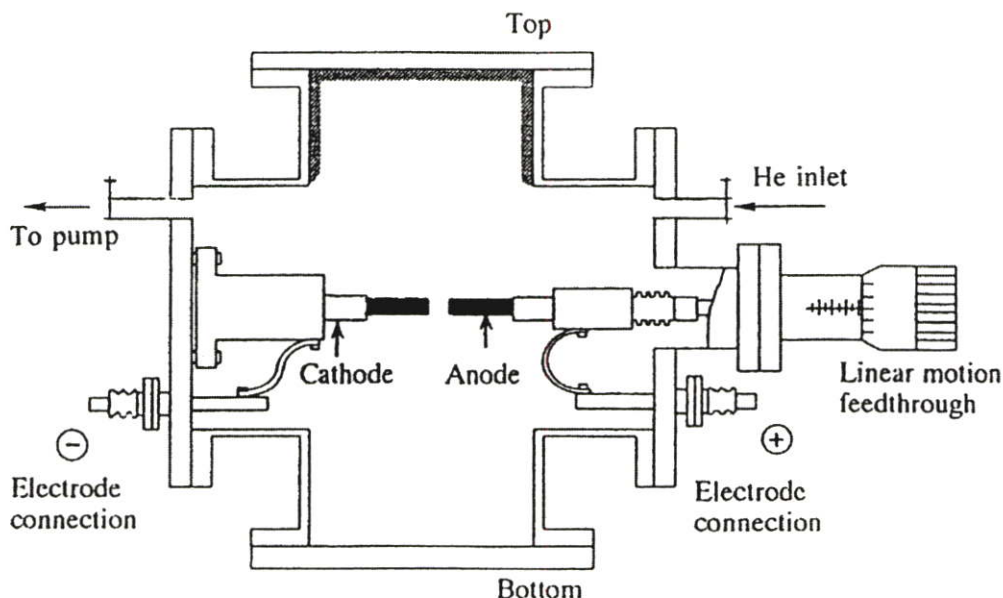 Top
He inlet
To pump
Cathode
Anode
Linear motion
feedthrough
−
+
Electrode
connection
Electrode
connection
Bottom